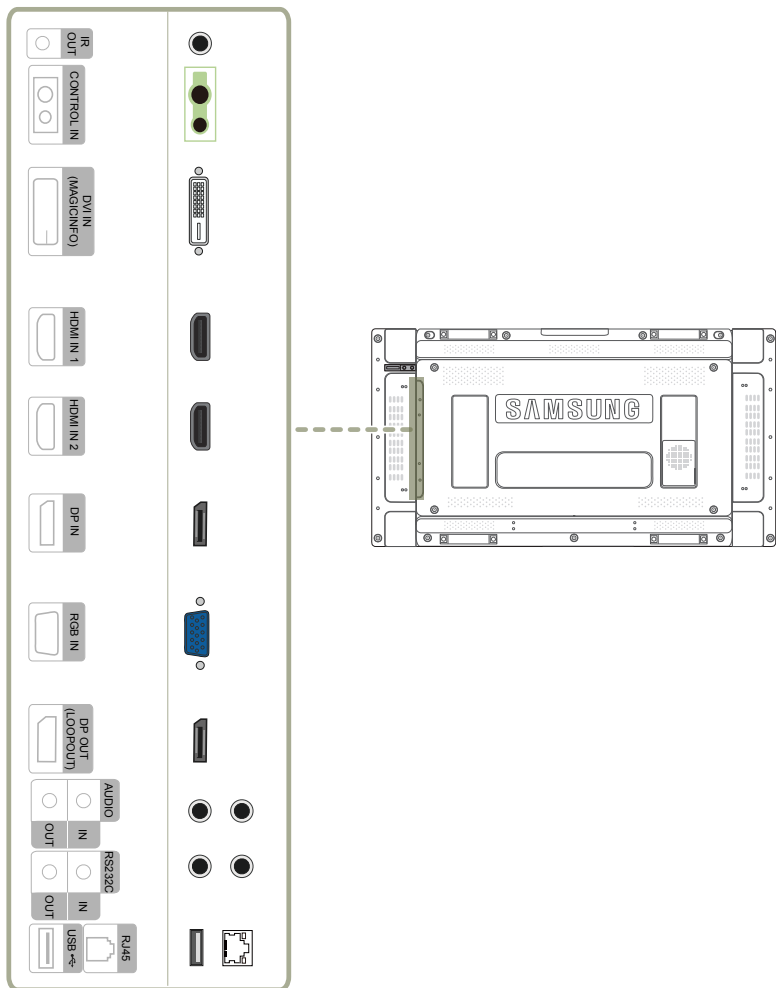 IR
OUT
CONTROL IN
DVI IN
(MAGICINFO)
HDMI IN 1
HDMI IN 2
DP IN
RGB IN
DP OUT
(LOOPOUT)
AUDIO
IN
OUT
RS232C
IN
OUT
RJ45
USB
SAMSUNG